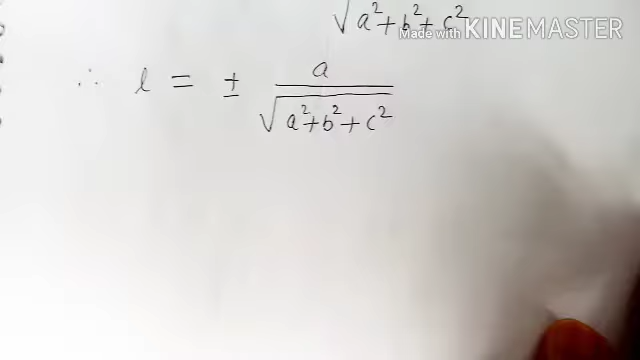 √a²+b²+c²
Made with KINEMASTER
∴ l = ± a / √a²+b²+c²